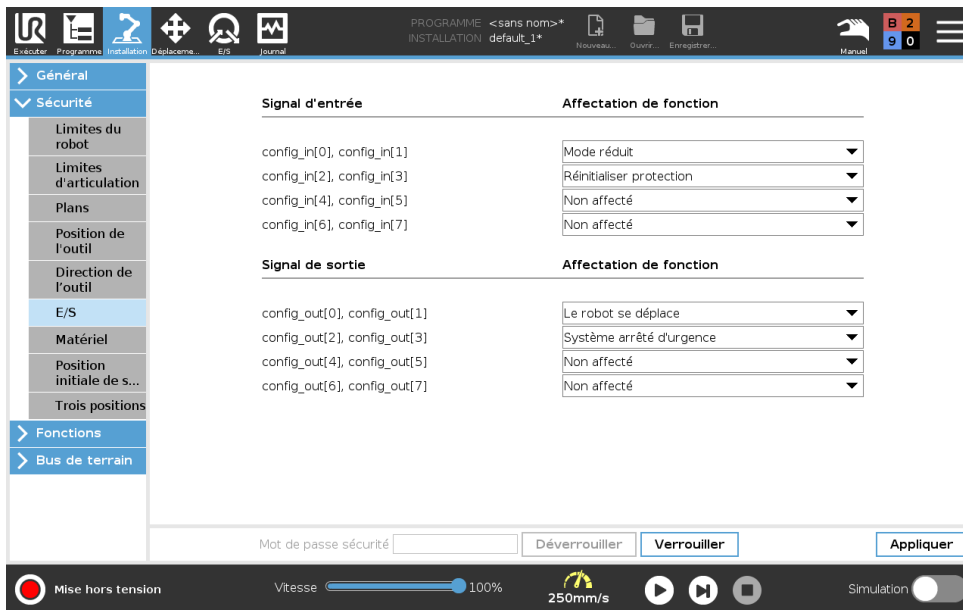 PROGRAMME <sans nom>*
INSTALLATION default_1*
UR
Exécuter Programme Installation Déplaceme... E/S Journal Nouveau... Ouvrir... Enregistrer... Manuel
B 2
9 0
Général
Sécurité
Limites du
robot
Limites
d'articulation
Plans
Position de
l'outil
Direction de
l'outil
E/S
Matériel
Position
initiale de s...
Trois positions
Fonctions
Bus de terrain
Signal d'entrée Affectation de fonction
config_in[0], config_in[1] Mode réduit
config_in[2], config_in[3] Réinitialiser protection
config_in[4], config_in[5] Non affecté
config_in[6], config_in[7] Non affecté
Signal de sortie Affectation de fonction
config_out[0], config_out[1] Le robot se déplace
config_out[2], config_out[3] Système arrêté d'urgence
config_out[4], config_out[5] Non affecté
config_out[6], config_out[7] Non affecté
Mot de passe sécurité Déverrouiller Verrouiller Appliquer
Mise hors tension Vitesse 100% 250mm/s Simulation